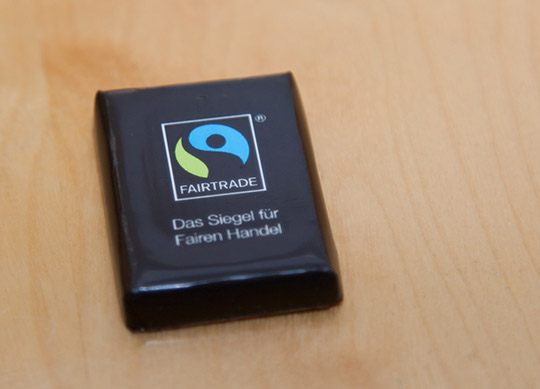 ®
FAIRTRADE
Das Siegel für
Fairen Handel